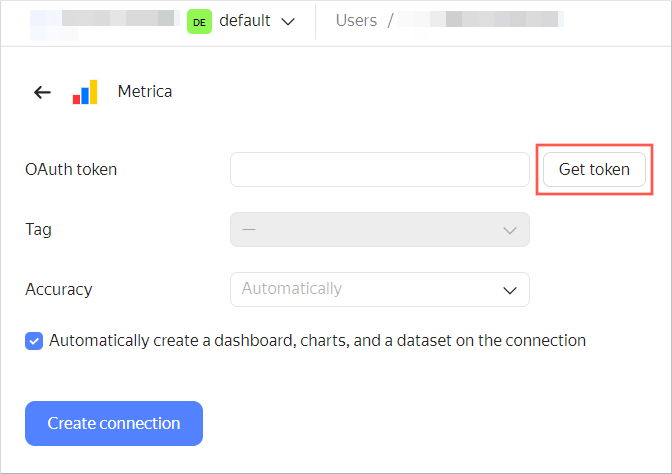 DE default Users /
Metrica
OAuth token Get token
Tag —
Accuracy Automatically
Automatically create a dashboard, charts, and a dataset on the connection
Create connection